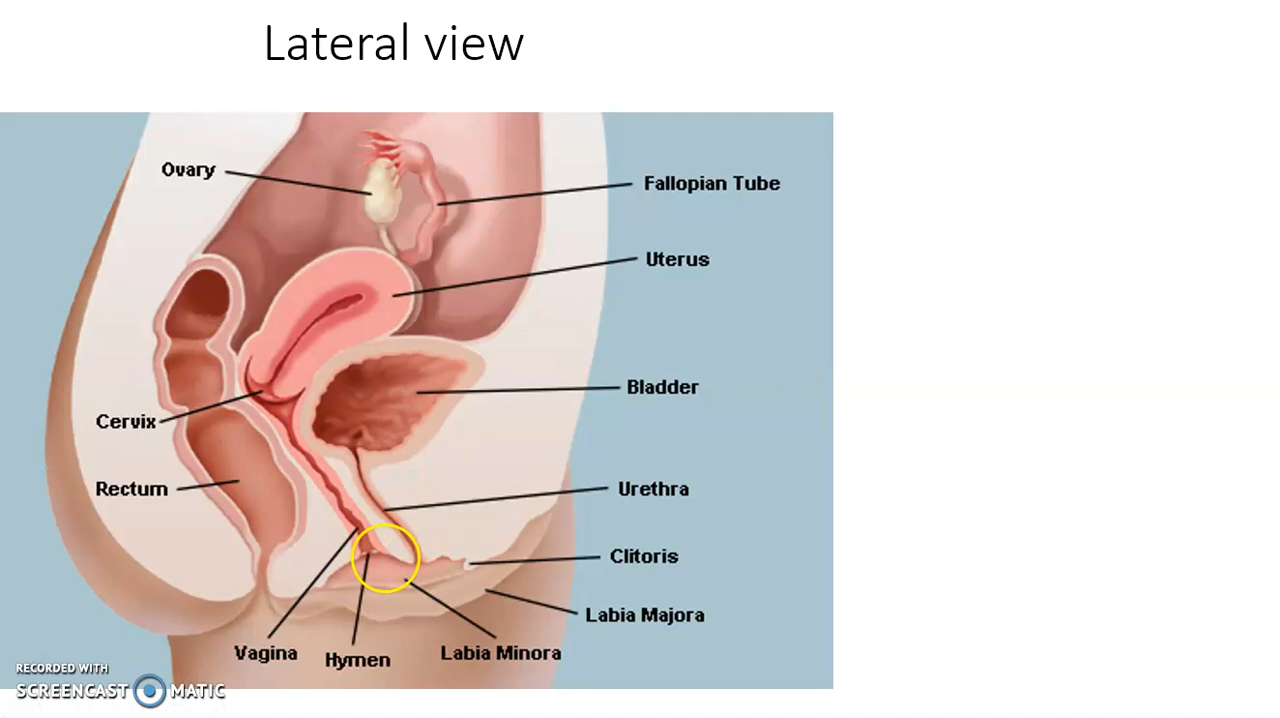 Lateral view
Ovary
Fallopian Tube
Uterus
Bladder
Cervix
Rectum
Urethra
Clitoris
Labia Majora
Vagina
Hymen
Labia Minora
RECORDED WITH
SCREENCAST MATIC